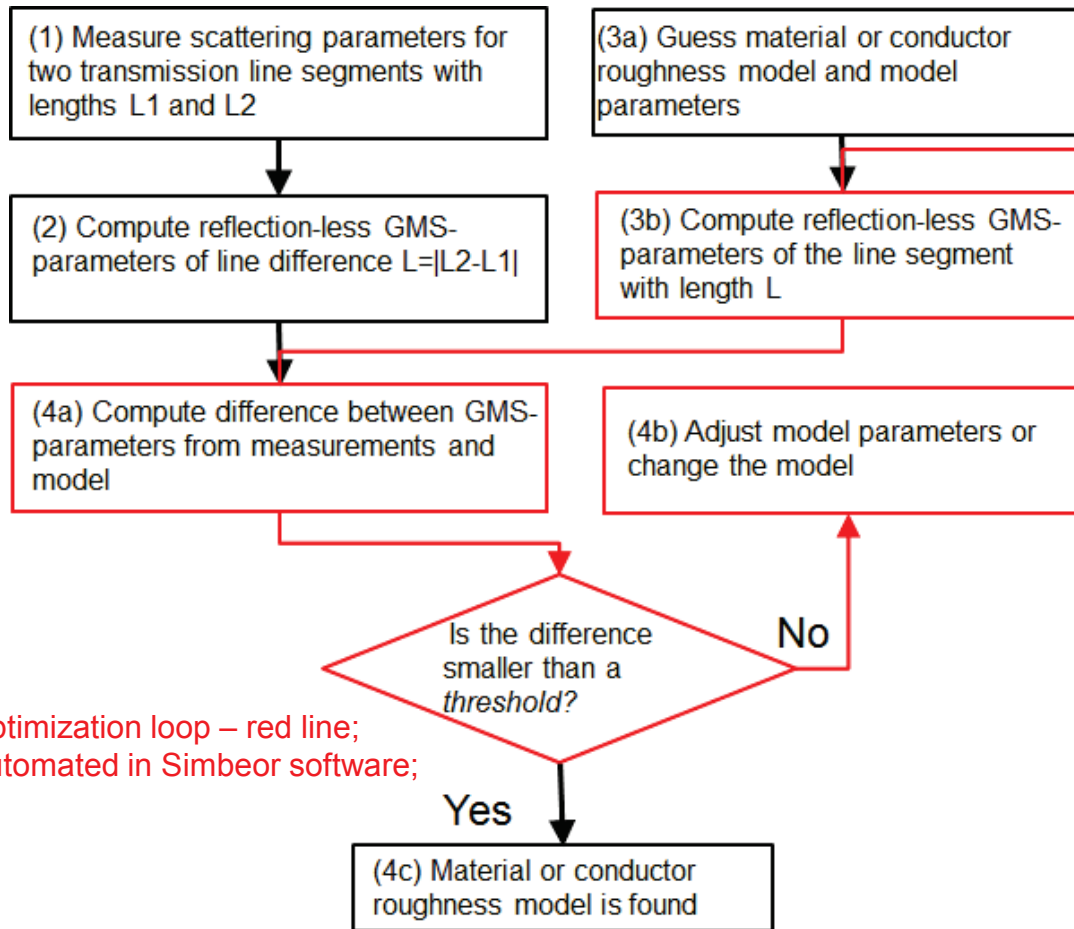 (1) Measure scattering parameters for
two transmission line segments with
lengths L1 and L2
(3a) Guess material or conductor
roughness model and model
parameters
(2) Compute reflection-less GMS-
parameters of line difference L=|L2-L1|
(3b) Compute reflection-less GMS-
parameters of the line segment
with length L
(4a) Compute difference between GMS-
parameters from measurements and
model
(4b) Adjust model parameters or
change the model
Is the difference
smaller than a
threshold?
No
ptimization loop – red line;
utomated in Simbeor software;
Yes
(4c) Material or conductor
roughness model is found